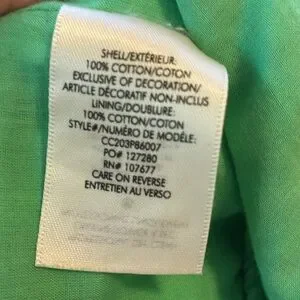 SHELL/EXTÉRIEUR:
100% COTTON/COTON
EXCLUSIVE OF DECORATION/
ARTICLE DÉCORATIF NON-INCLUS
LINING/DOUBLURE:
100% COTTON/COTON
STYLE#/NUMÉRO DE MODÈLE:
CC203P86007
PO# 127280
RN# 107677
CARE ON REVERSE
ENTRETIEN AU VERSO